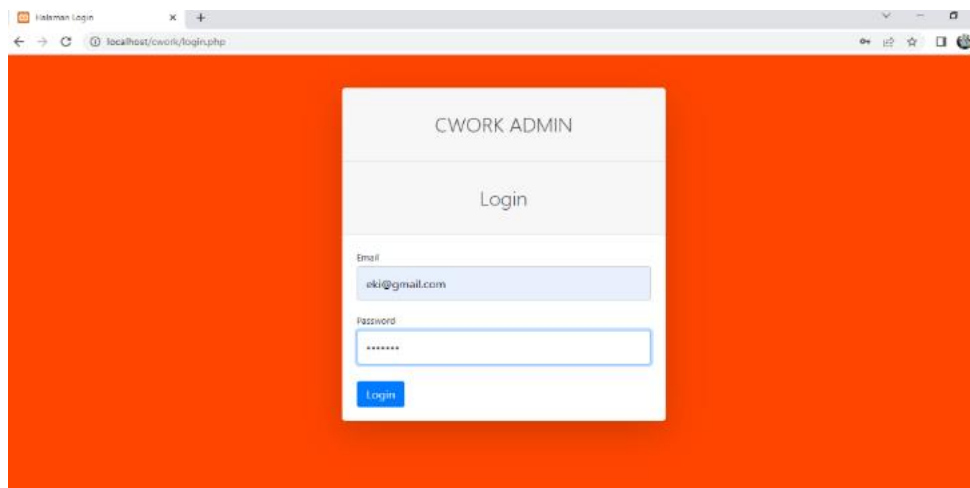 Halaman Login
localhost/cwork/login.php
CWORK ADMIN
Login
Email
eki@gmail.com
Password
Login